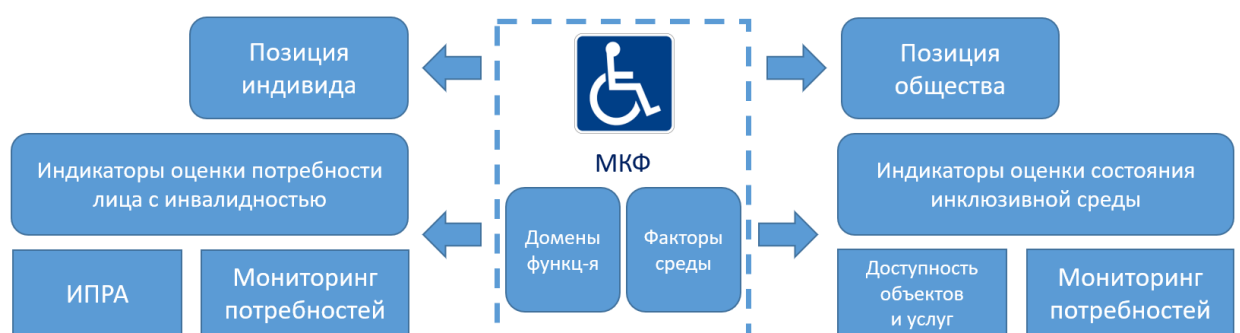 Позиция
индивида
Позиция
общества
МКФ
Индикаторы оценки потребности
лица с инвалидностью
Индикаторы оценки состояния
инклюзивной среды
Домены
функц-я
Факторы
среды
ИПРА
Мониторинг
потребностей
Доступность
объектов
и услуг
Мониторинг
потребностей